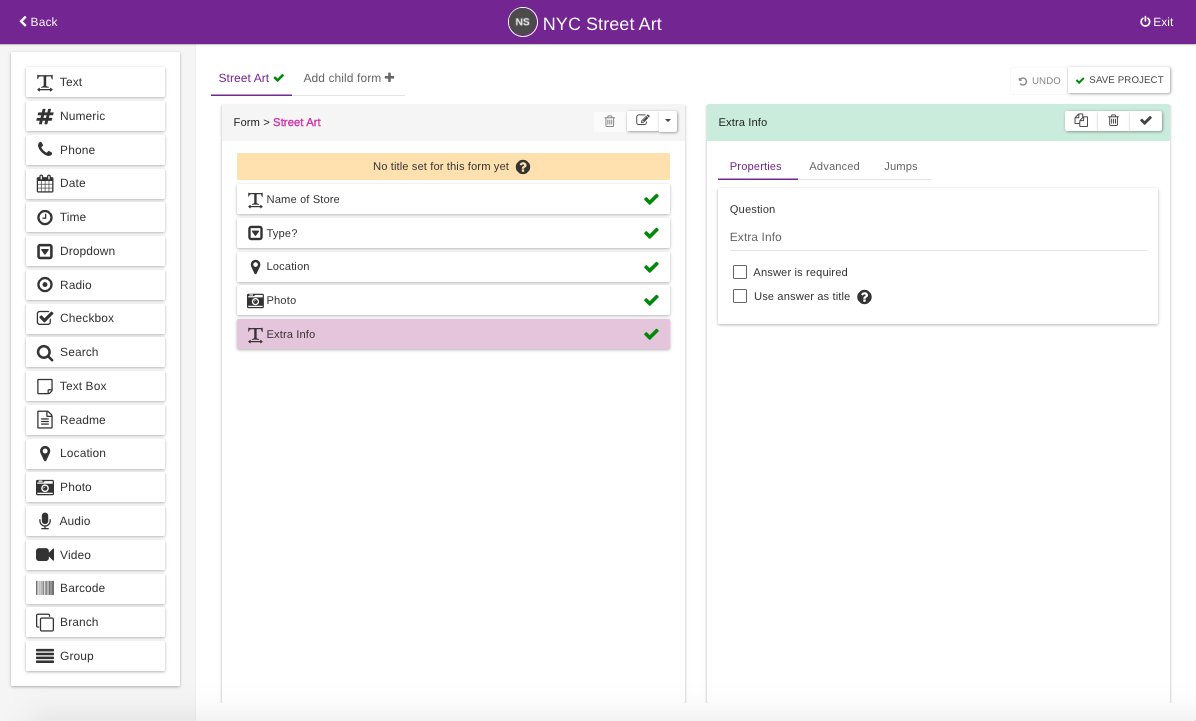 Back
NS NYC Street Art
Exit
Text
Numeric
Phone
Date
Time
Dropdown
Radio
Checkbox
Search
Text Box
Readme
Location
Photo
Audio
Video
Barcode
Branch
Group
Street Art
Add child form
UNDO
SAVE PROJECT
Form > Street Art
No title set for this form yet
Name of Store
Type?
Location
Photo
Extra Info
Extra Info
Properties Advanced Jumps
Question
Extra Info
Answer is required
Use answer as title